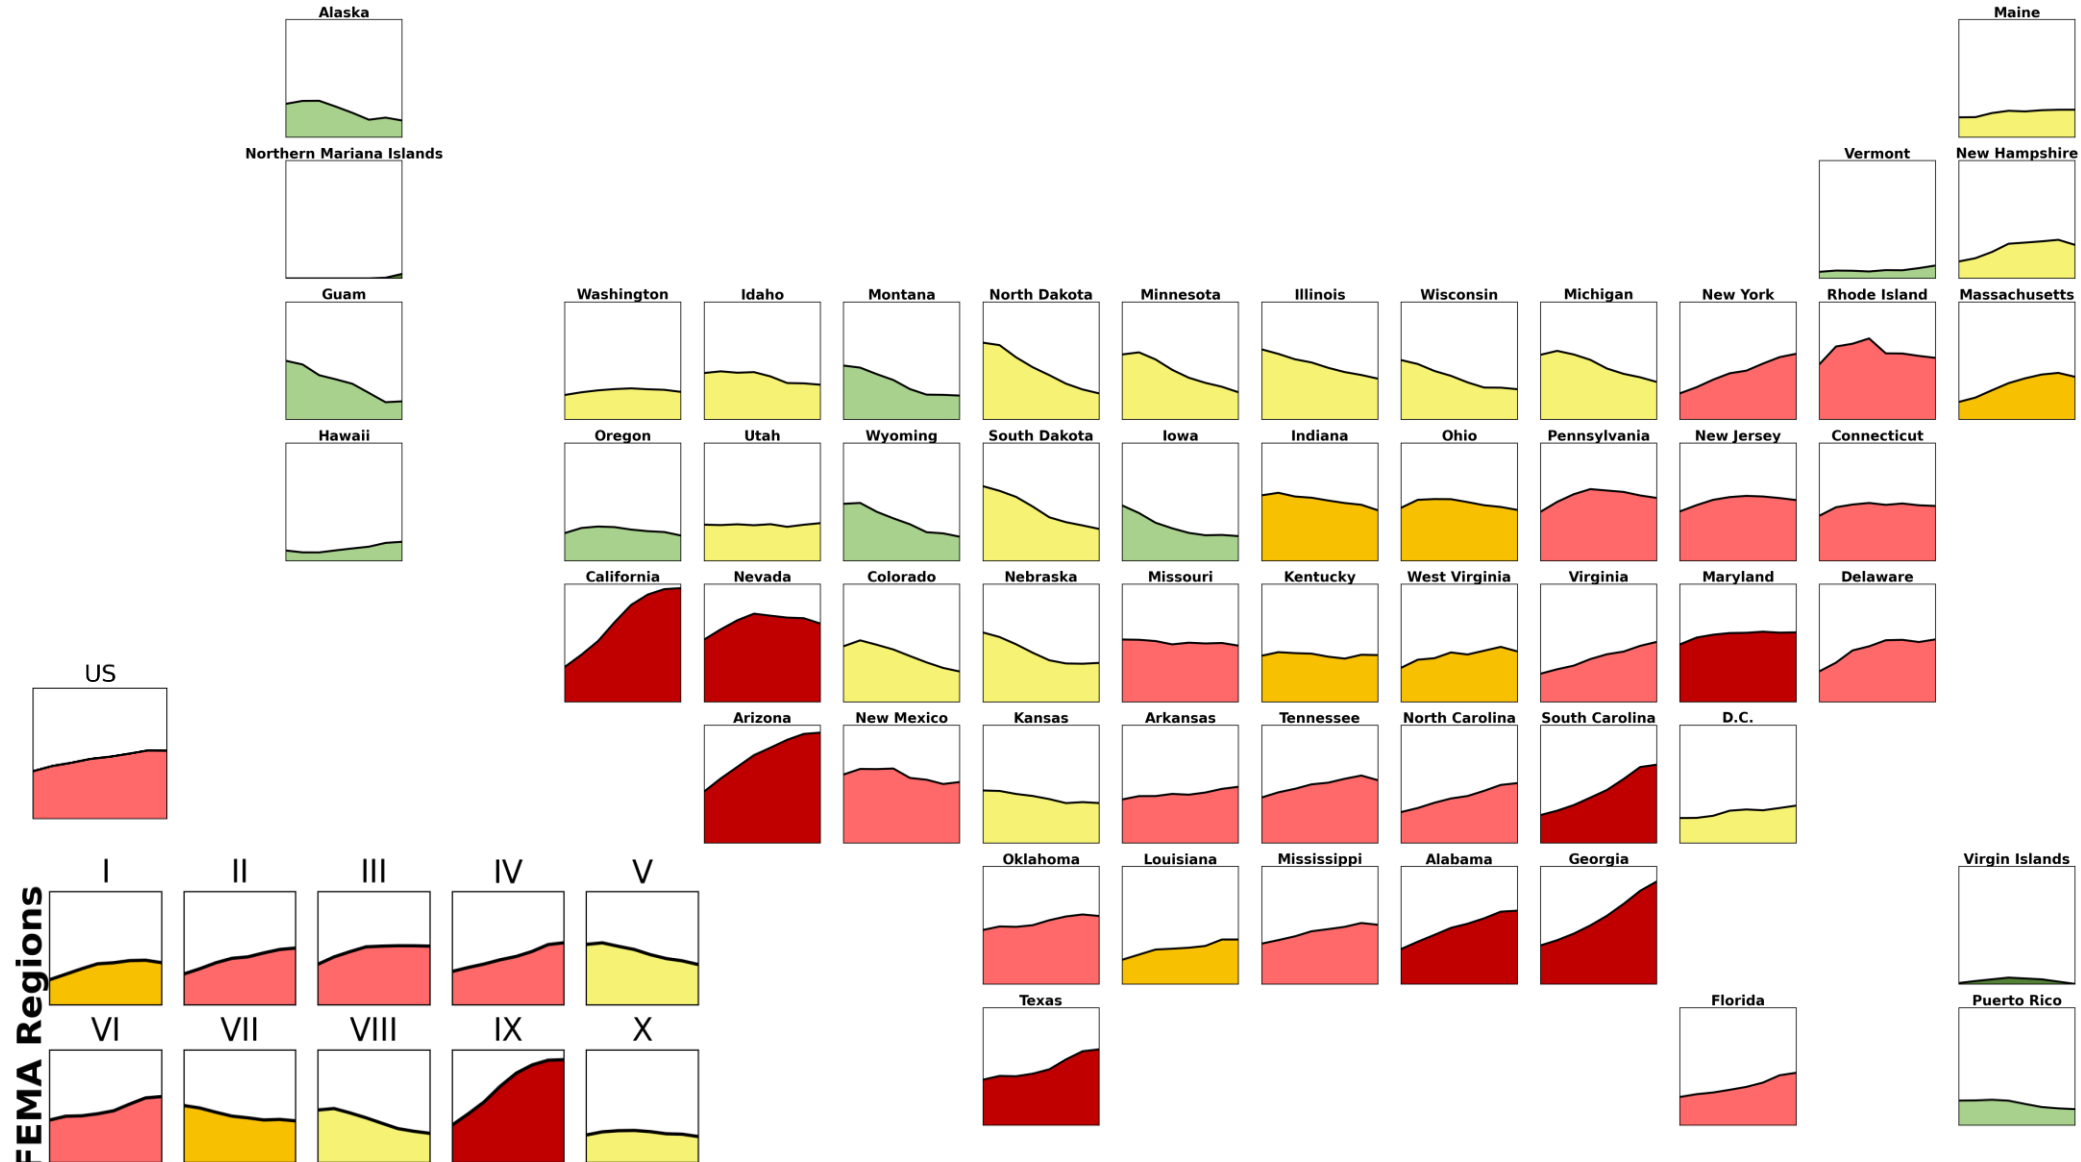 Alaska
Maine
Northern Mariana Islands
Vermont
New Hampshire
Guam
Washington
Idaho
Montana
North Dakota
Minnesota
Illinois
Wisconsin
Michigan
New York
Rhode Island
Massachusetts
Hawaii
Oregon
Utah
Wyoming
South Dakota
Iowa
Indiana
Ohio
Pennsylvania
New Jersey
Connecticut
California
Nevada
Colorado
Nebraska
Missouri
Kentucky
West Virginia
Virginia
Maryland
Delaware
US
Arizona
New Mexico
Kansas
Arkansas
Tennessee
North Carolina
South Carolina
D.C.
Oklahoma
Louisiana
Mississippi
Alabama
Georgia
Virgin Islands
Texas
Florida
Puerto Rico
FEMA Regions
I
II
III
IV
V
VI
VII
VIII
IX
X